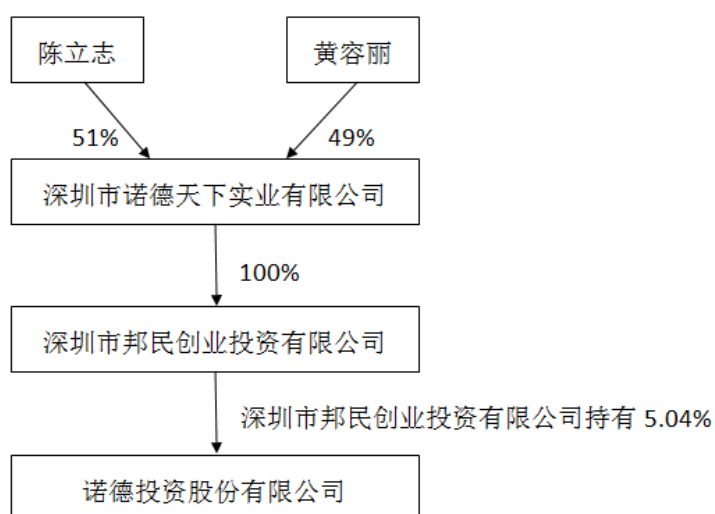 陈立志
黄容丽
51%
49%
深圳市诺德天下实业有限公司
100%
深圳市邦民创业投资有限公司
深圳市邦民创业投资有限公司持有 5.04%
诺德投资股份有限公司